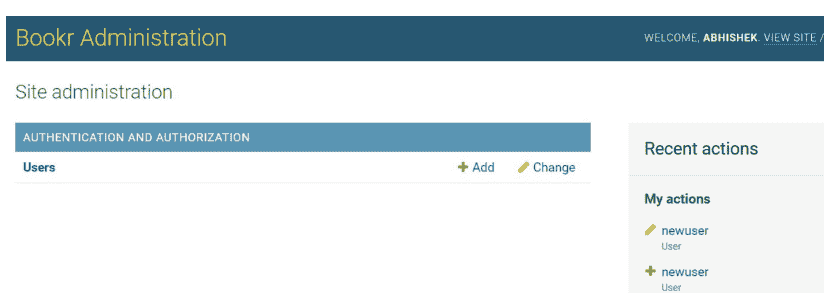 Bookr Administration
WELCOME, ABHISHEK. VIEW SITE /
Site administration
AUTHENTICATION AND AUTHORIZATION
Users
Add
Change
Recent actions
My actions
newuser
User
newuser
User